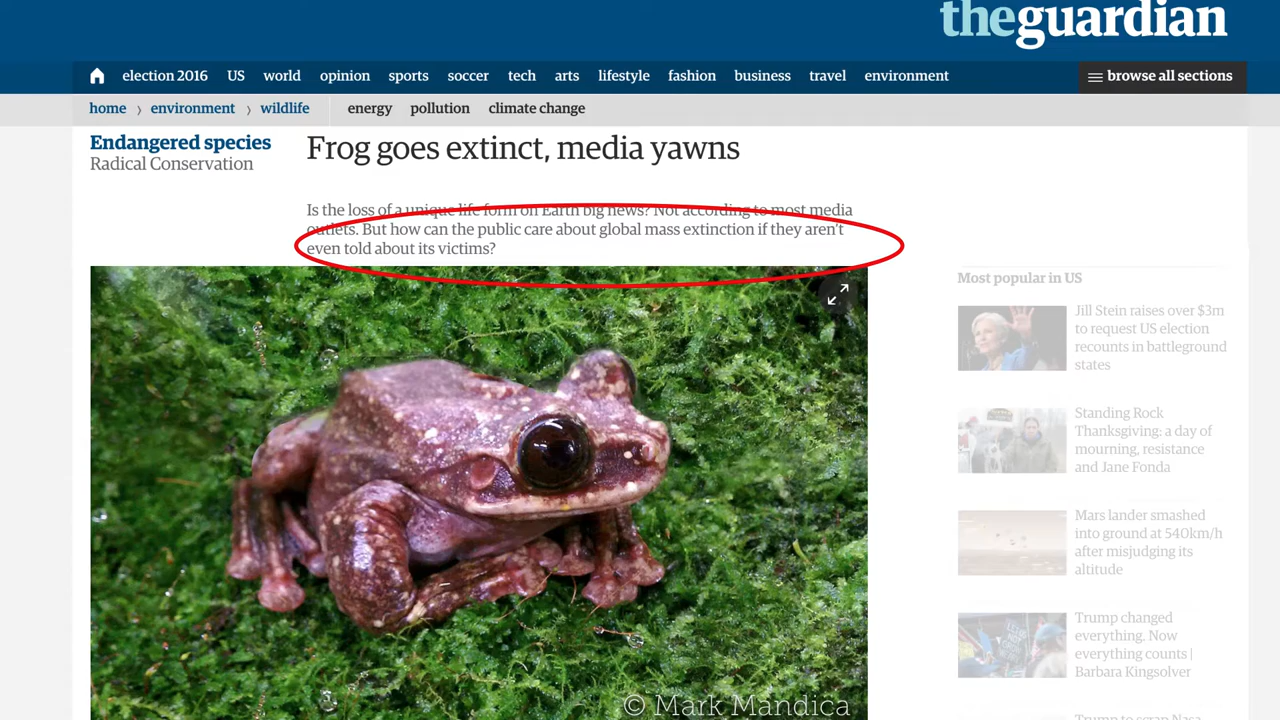 theguardian
election 2016 US world opinion sports soccer tech arts lifestyle fashion business travel environment browse all sections
home environment wildlife energy pollution climate change
Endangered species
Radical Conservation
Frog goes extinct, media yawns
Is the loss of a unique life form on Earth big news? Not according to most media
outlets. But how can the public care about global mass extinction if they aren't
even told about its victims?
Most popular in US
Jill Stein raises over $3m
to request US election
recounts in battleground
states
Standing Rock
Thanksgiving: a day of
mourning, resistance
and Jane Fonda
Mars lander smashed
into ground at 540km/h
after misjudging its
altitude
Trump changed
everything. Now
everything counts |
Barbara Kingsolver
Trump to scrap Nasa
© Mark Mandica